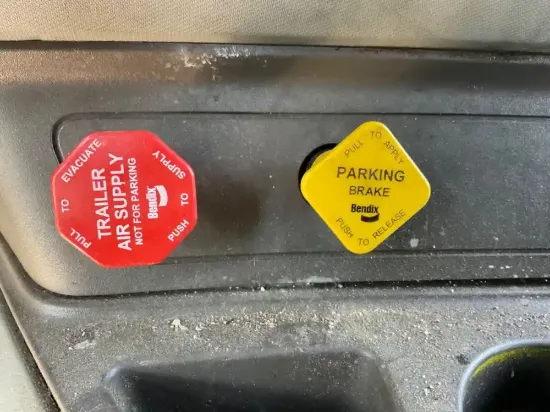 PULL TO EVACUATE
TRAILER
AIR SUPPLY
NOT FOR PARKING
Bendix
PUSH TO SUPPLY
PULL TO APPLY
PARKING
BRAKE
Bendix
PUSH TO RELEASE